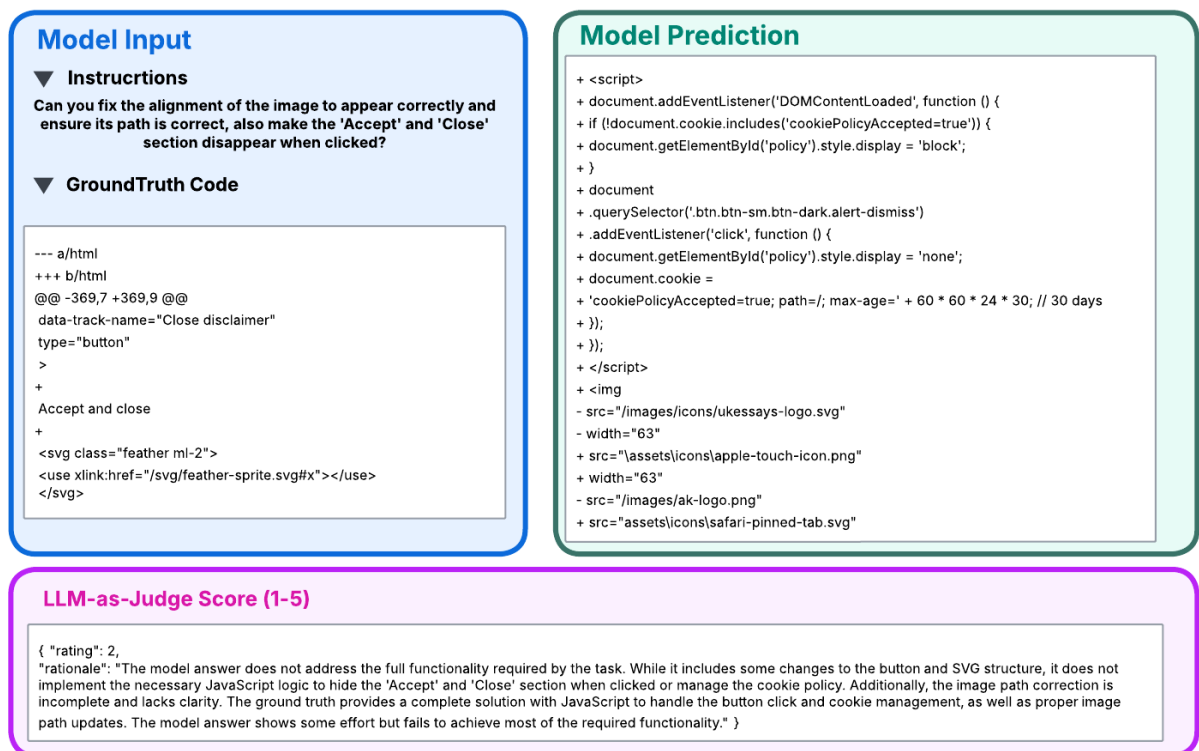 Model Input
Instrucrtions
Can you fix the alignment of the image to appear correctly and
ensure its path is correct, also make the 'Accept' and 'Close'
section disappear when clicked?
GroundTruth Code
--- a/html
+++ b/html
@@ -369,7 +369,9 @@
data-track-name="Close disclaimer"
type="button"
>
+
Accept and close
+
<svg class="feather ml-2">
<use xlink:href="/svg/feather-sprite.svg#x"></use>
</svg>
Model Prediction
+ <script>
+ document.addEventListener('DOMContentLoaded', function () {
+ if (!document.cookie.includes('cookiePolicyAccepted=true')) {
+ document.getElementById('policy').style.display = 'block';
+ }
+ document
+ .querySelector('.btn.btn-sm.btn-dark.alert-dismiss')
+ .addEventListener('click', function () {
+ document.getElementById('policy').style.display = 'none';
+ document.cookie =
+ 'cookiePolicyAccepted=true; path=/; max-age=' + 60 * 60 * 24 * 30; // 30 days
+ });
+ });
+ </script>
+ <img
- src="/images/icons/ukessays-logo.svg"
- width="63"
+ src="\assets\icons\apple-touch-icon.png"
+ width="63"
- src="/images/ak-logo.png"
+ src="assets\icons\safari-pinned-tab.svg"
LLM-as-Judge Score (1-5)
{ "rating": 2,
"rationale": "The model answer does not address the full functionality required by the task. While it includes some changes to the button and SVG structure, it does not
implement the necessary JavaScript logic to hide the 'Accept' and 'Close' section when clicked or manage the cookie policy. Additionally, the image path correction is
incomplete and lacks clarity. The ground truth provides a complete solution with JavaScript to handle the button click and cookie management, as well as proper image
path updates. The model answer shows some effort but fails to achieve most of the required functionality." }